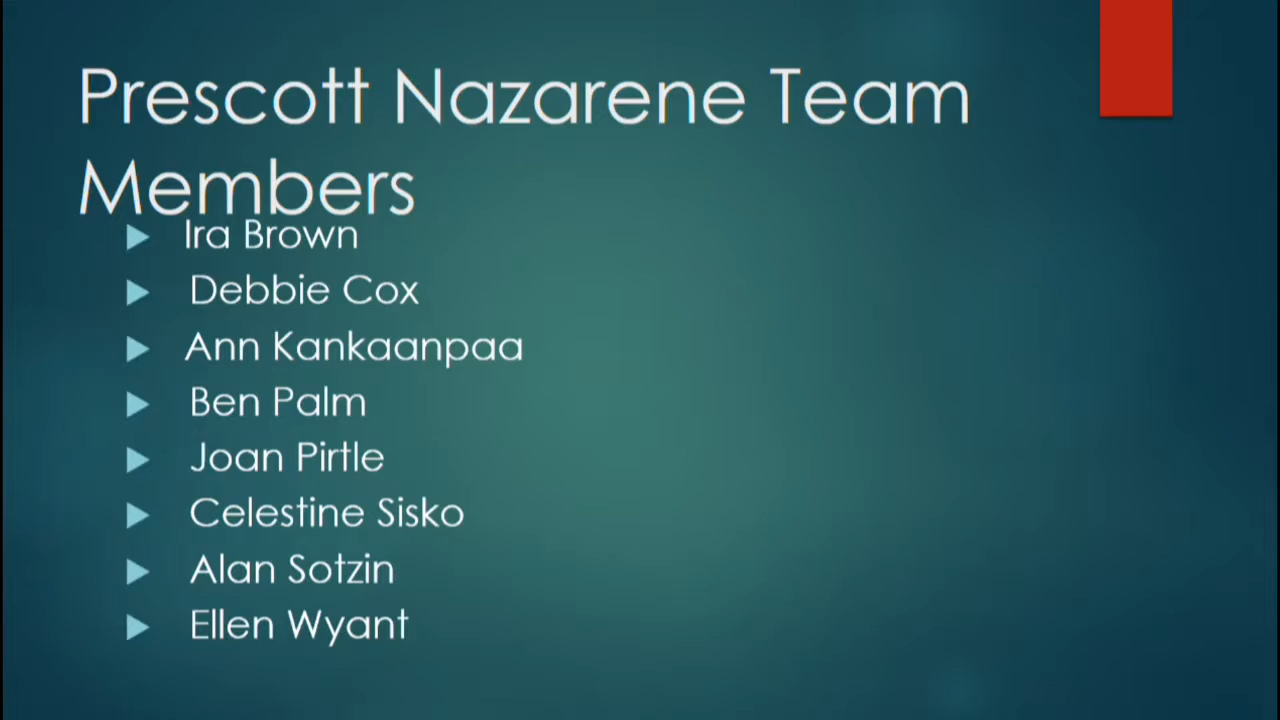 Prescott Nazarene Team
Members
Ira Brown
Debbie Cox
Ann Kankaanpaa
Ben Palm
Joan Pirtle
Celestine Sisko
Alan Sotzin
Ellen Wyant